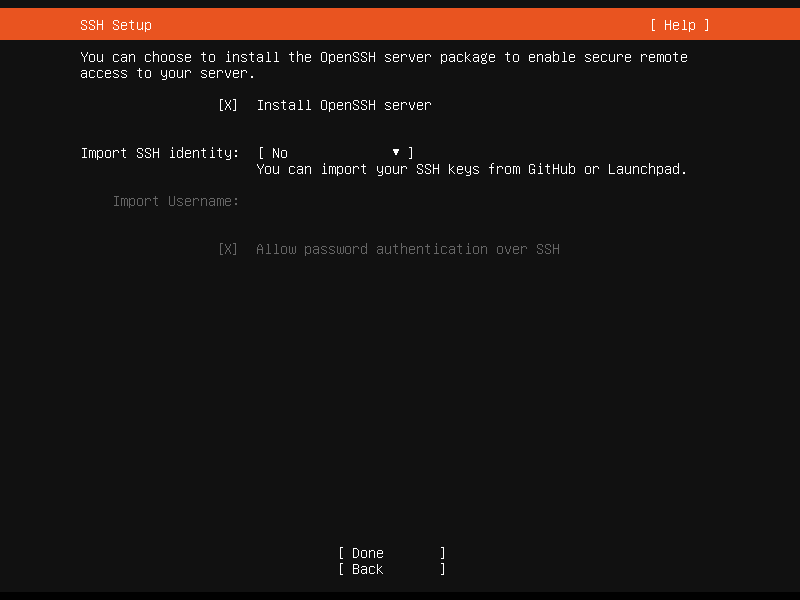 SSH Setup [ Help ]
You can choose to install the OpenSSH server package to enable secure remote
access to your server.
[X] Install OpenSSH server
Import SSH identity: [ No ▾ ]
You can import your SSH keys from GitHub or Launchpad.
Import Username:
[X] Allow password authentication over SSH
[ Done ]
[ Back ]